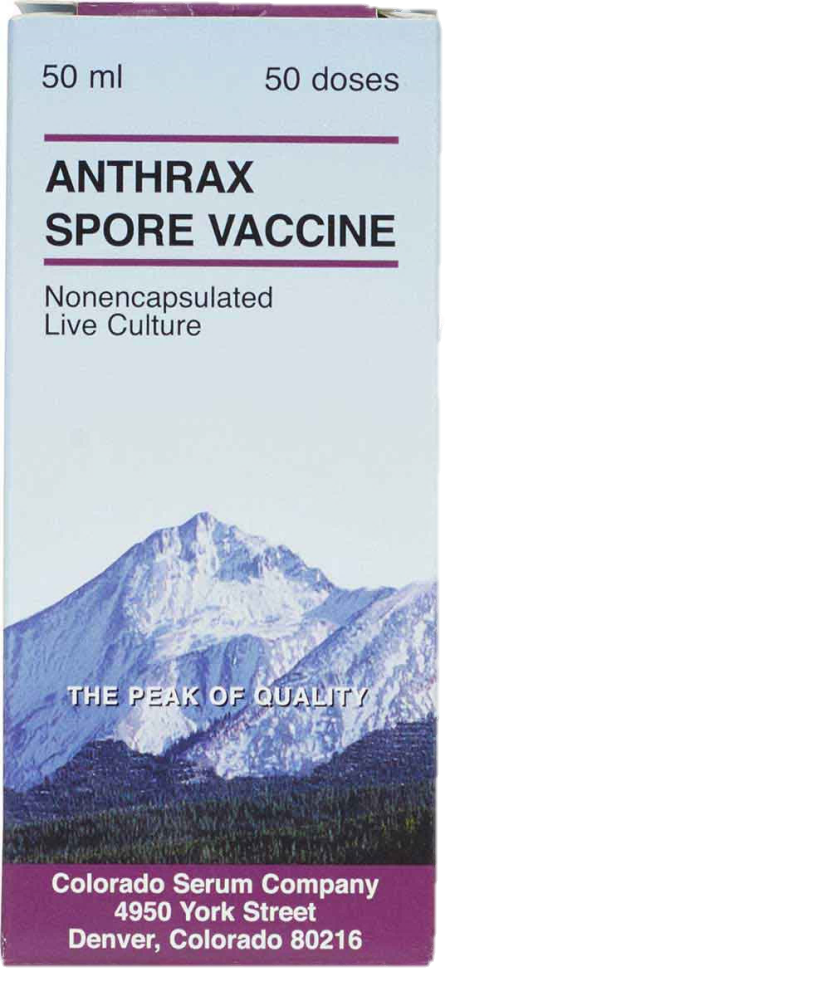 50 ml 50 doses
ANTHRAX
SPORE VACCINE
Nonencapsulated
Live Culture
THE PEAK OF QUALITY
Colorado Serum Company
4950 York Street
Denver, Colorado 80216